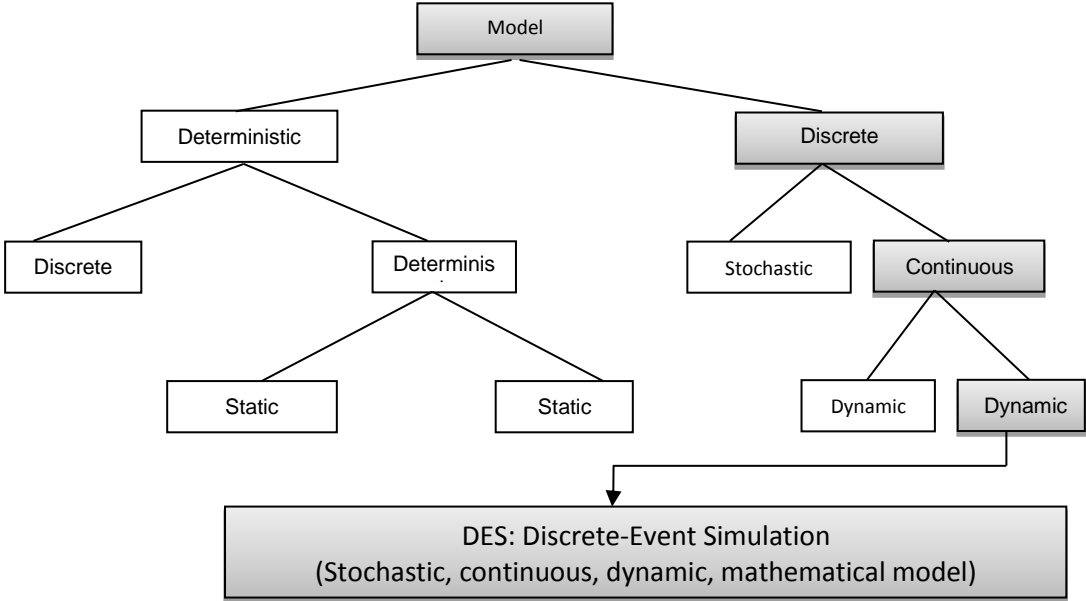 Model
Deterministic
Discrete
Discrete
Determinis
Stochastic
Continuous
Static
Static
Dynamic
Dynamic
DES: Discrete-Event Simulation
(Stochastic, continuous, dynamic, mathematical model)